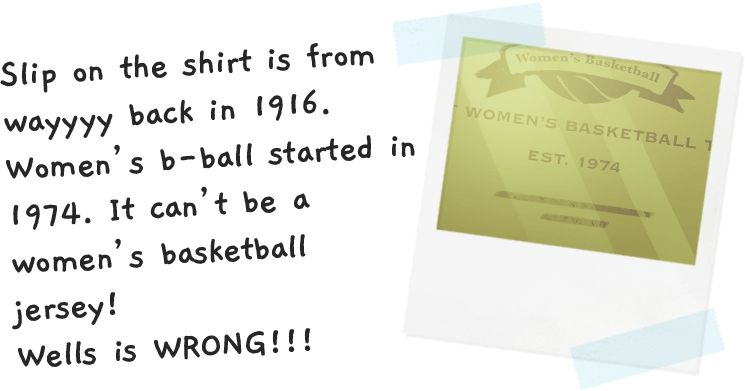 Slip on the shirt is from
wayyyy back in 1916.
Women's b-ball started in
1974. It can't be a
women's basketball
jersey!
Wells is WRONG!!!
Women's Basketball
WOMEN'S BASKETBALL
EST. 1974